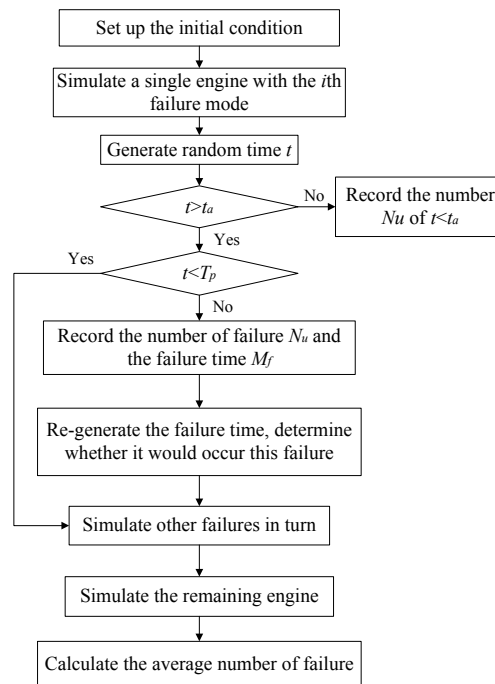 Set up the initial condition
Simulate a single engine with the ith
failure mode
Generate random time t
t>ta
No
Record the number
Nu of t<ta
Yes
Yes
t<Tp
No
Record the number of failure Nu and
the failure time Mf
Re-generate the failure time, determine
whether it would occur this failure
Simulate other failures in turn
Simulate the remaining engine
Calculate the average number of failure